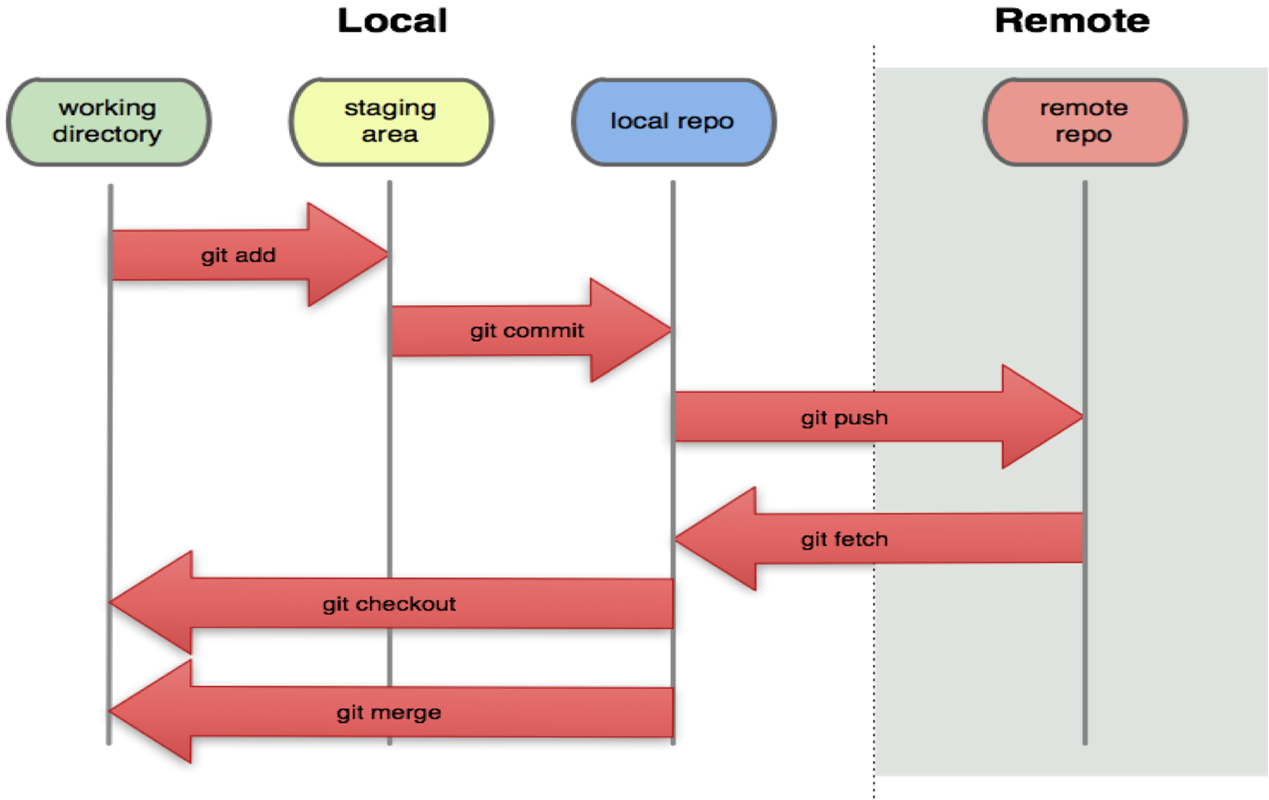 Local
Remote
working
directory
staging
area
local repo
remote
repo
git add
git commit
git push
git fetch
git checkout
git merge